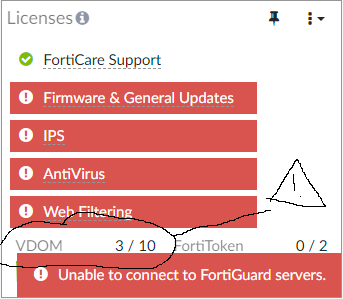 Licenses
FortiCare Support
Firmware & General Updates
IPS
AntiVirus
Web Filtering
VDOM 3 / 10 FortiToken 0 / 2
Unable to connect to FortiGuard servers.